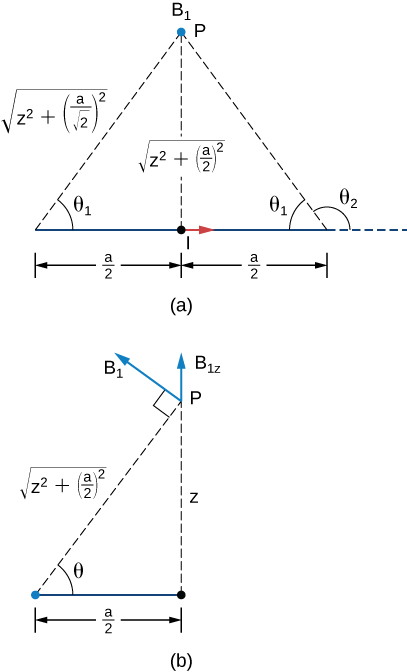 B₁
P
√(z² + (a/√2)²)
√(z² + (a/2)²)
θ₁ θ₁ θ₂
I
a/2 a/2
(a)
B₁ B₁z
P
√(z² + (a/2)²)
z
θ
a/2
(b)